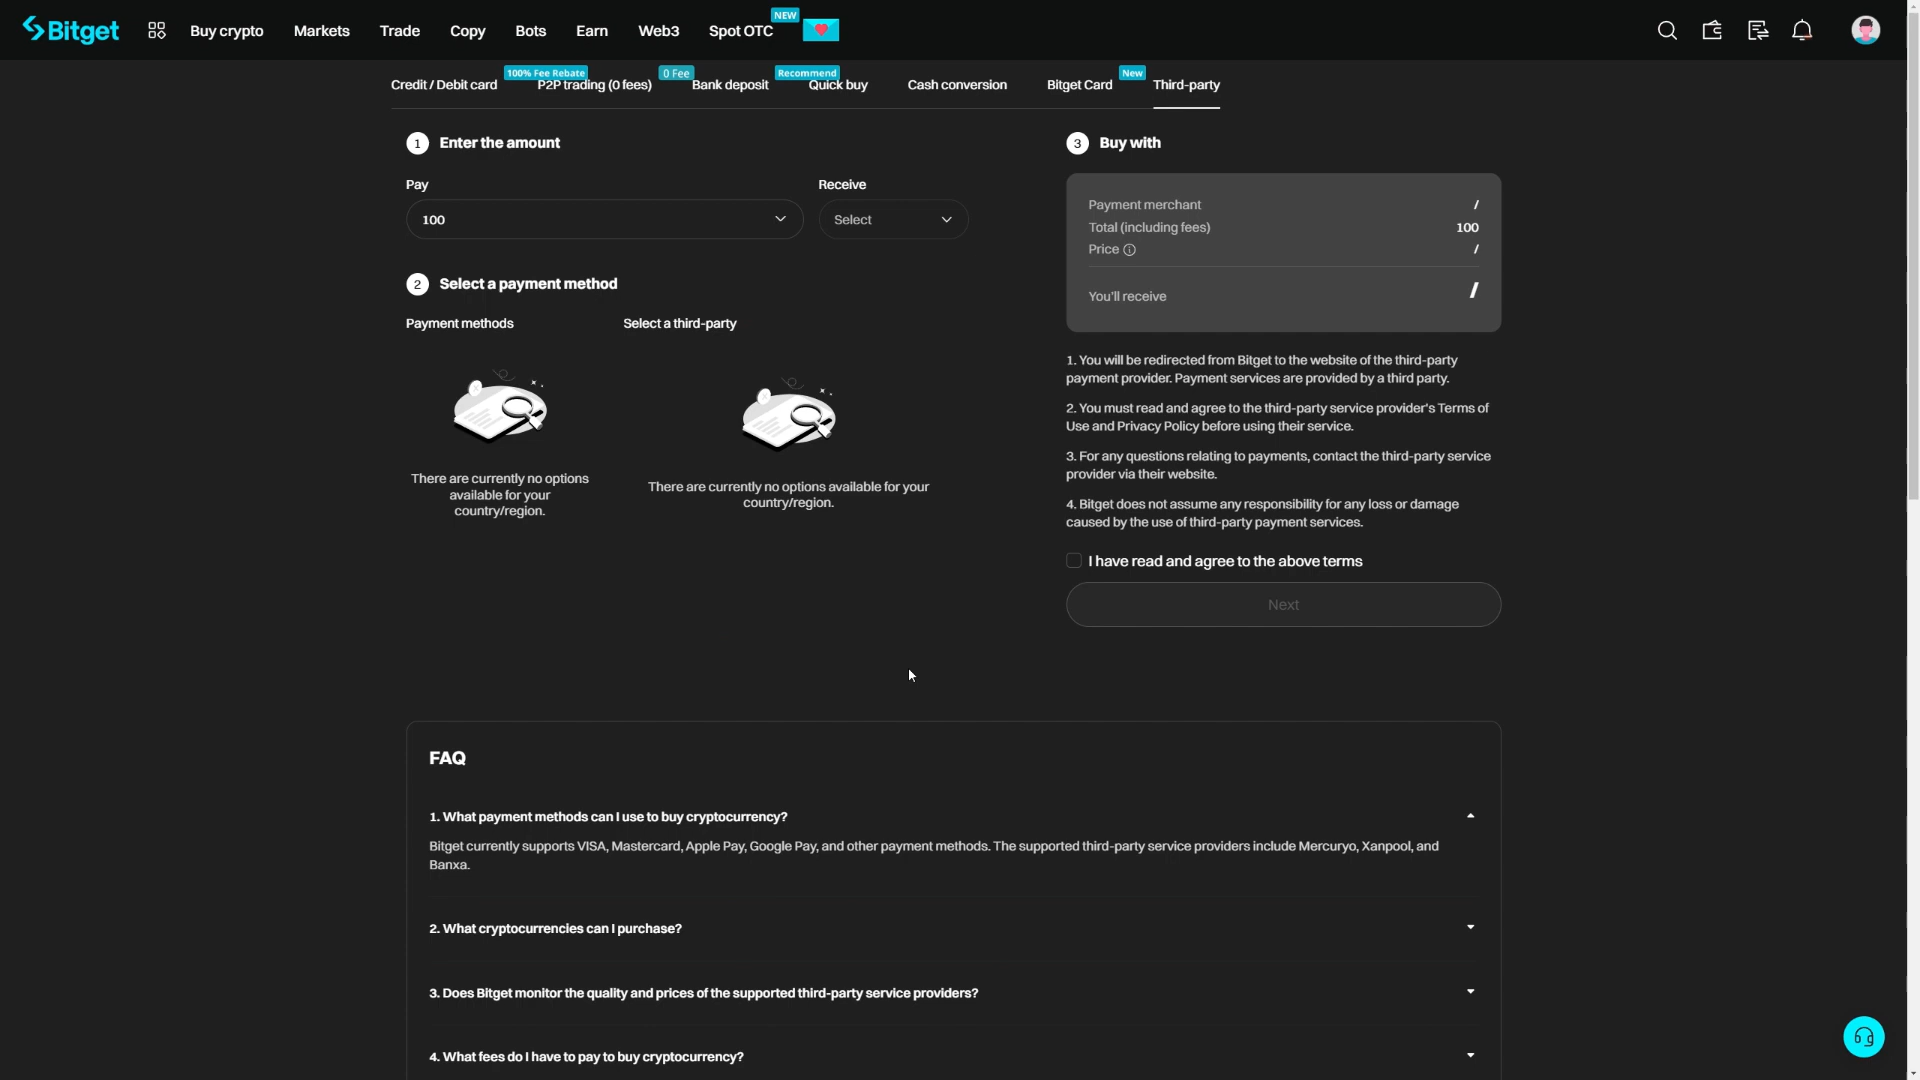 Bitget
Buy crypto
Markets
Trade
Copy
Bots
Earn
Web3
Spot OTC
NEW
Credit / Debit card
100% Fee Rebate
P2P trading (0 fees)
0 Fee
Bank deposit
Recommend
Quick buy
Cash conversion
Bitget Card
New
Third-party
1 Enter the amount
Pay
100
Receive
Select
2 Select a payment method
Payment methods
There are currently no options
available for your
country/region.
Select a third-party
There are currently no options available for your
country/region.
3 Buy with
Payment merchant /
Total (including fees) 100
Price /
You'll receive /
1. You will be redirected from Bitget to the website of the third-party
payment provider. Payment services are provided by a third party.
2. You must read and agree to the third-party service provider's Terms of
Use and Privacy Policy before using their service.
3. For any questions relating to payments, contact the third-party service
provider via their website.
4. Bitget does not assume any responsibility for any loss or damage
caused by the use of third-party payment services.
I have read and agree to the above terms
Next
FAQ
1. What payment methods can I use to buy cryptocurrency?
Bitget currently supports VISA, Mastercard, Apple Pay, Google Pay, and other payment methods. The supported third-party service providers include Mercuryo, Xanpool, and
Banxa.
2. What cryptocurrencies can I purchase?
3. Does Bitget monitor the quality and prices of the supported third-party service providers?
4. What fees do I have to pay to buy cryptocurrency?